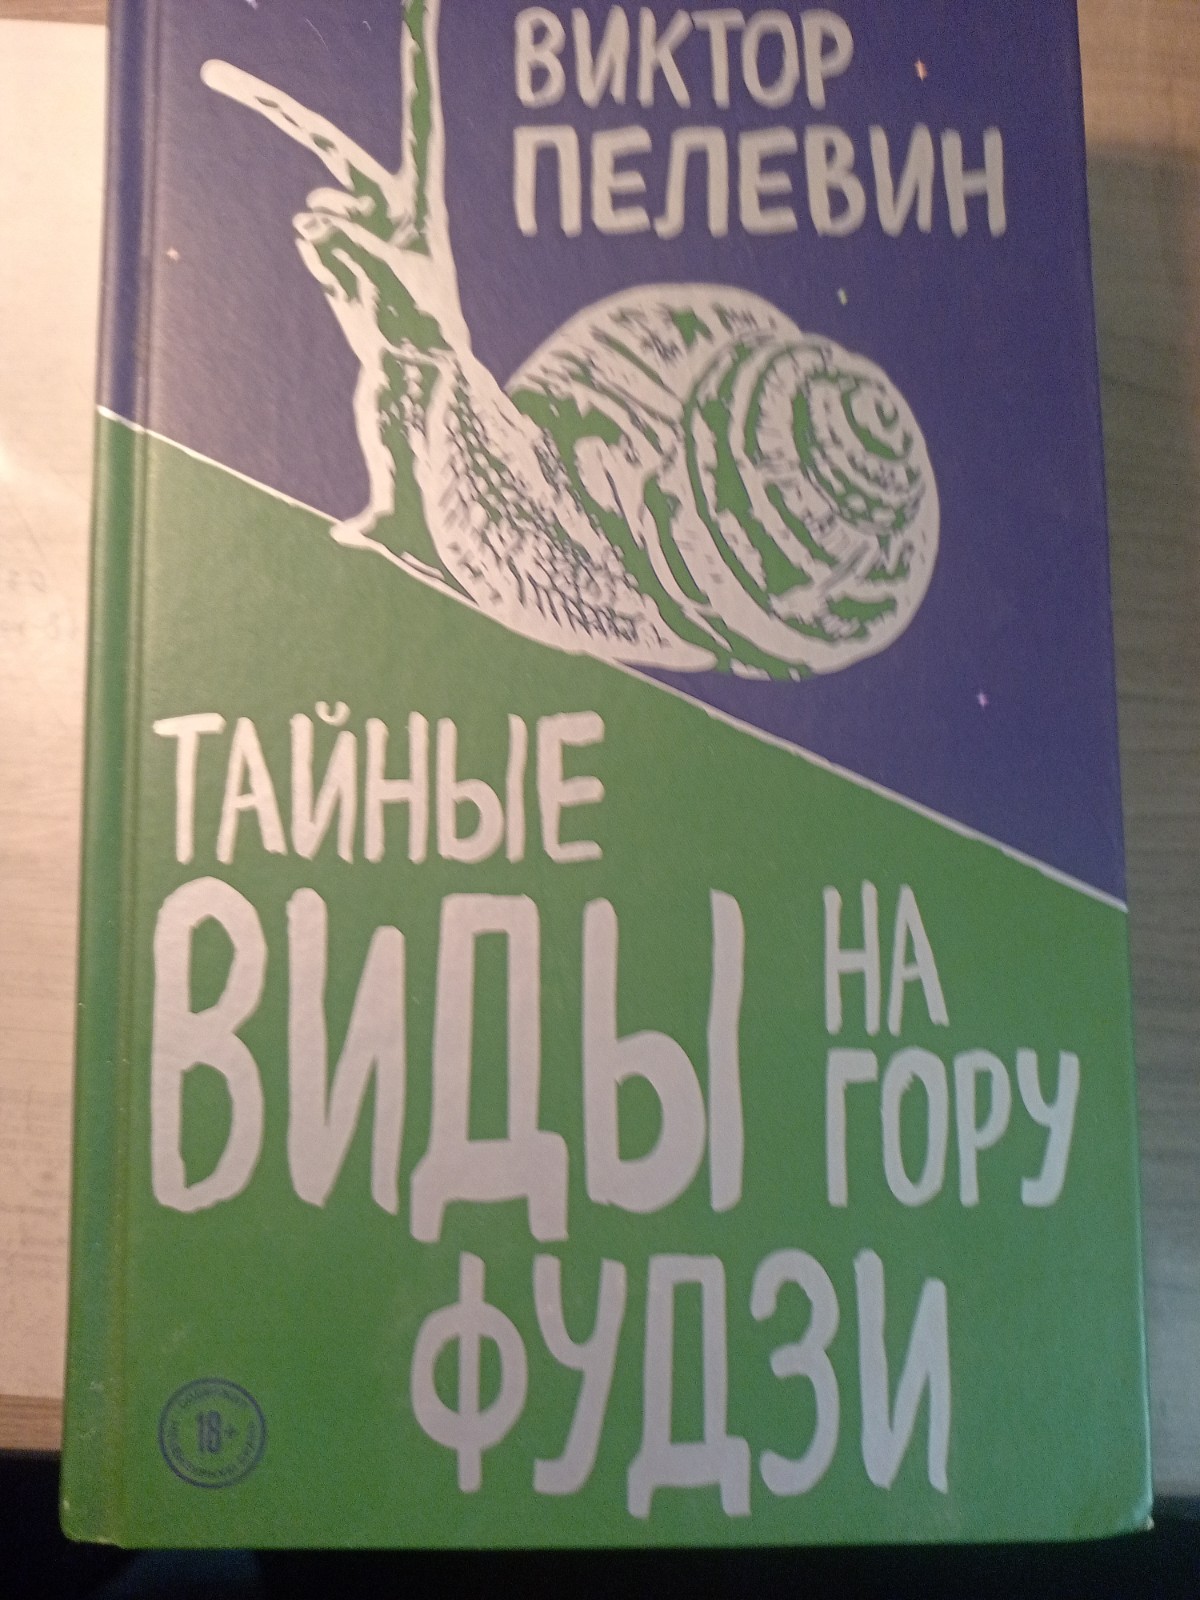 ВИКТОР
ПЕЛЕВИН
ТАЙНЫЕ
ВИДЫ НА
ГОРУ
ФУДЗИ
18+